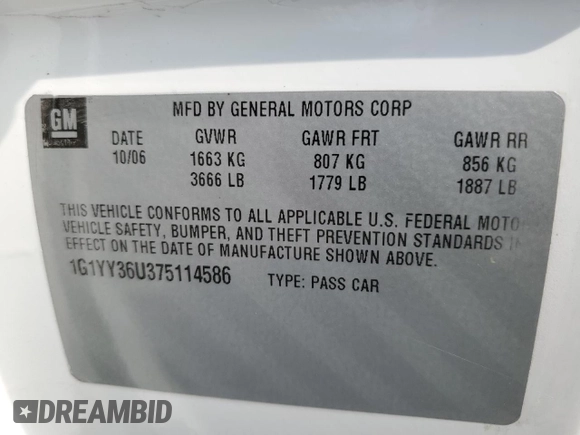 GM
MFD BY GENERAL MOTORS CORP
DATE GVWR GAWR FRT GAWR RR
10/06 1663 KG 807 KG 856 KG
3666 LB 1779 LB 1887 LB
THIS VEHICLE CONFORMS TO ALL APPLICABLE U.S. FEDERAL MOTO
VEHICLE SAFETY, BUMPER, AND THEFT PREVENTION STANDARDS I
EFFECT ON THE DATE OF MANUFACTURE SHOWN ABOVE.
1G1YY36U375114586 TYPE: PASS CAR
DREAMBID